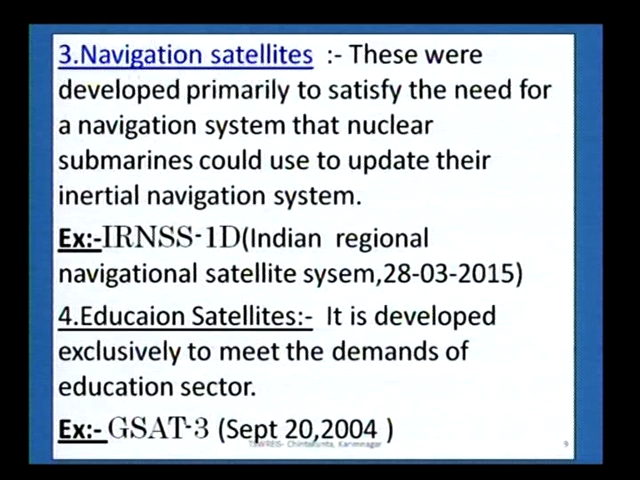 3.Navigation satellites :- These were
developed primarily to satisfy the need for
a navigation system that nuclear
submarines could use to update their
inertial navigation system.
Ex:-IRNSS-1D(Indian regional
navigational satellite sysem,28-03-2015)
4.Educaion Satellites:- It is developed
exclusively to meet the demands of
education sector.
Ex:- GSAT-3 (Sept 20,2004 )
TSWREIS- Chintakunta, Karimnagar
9